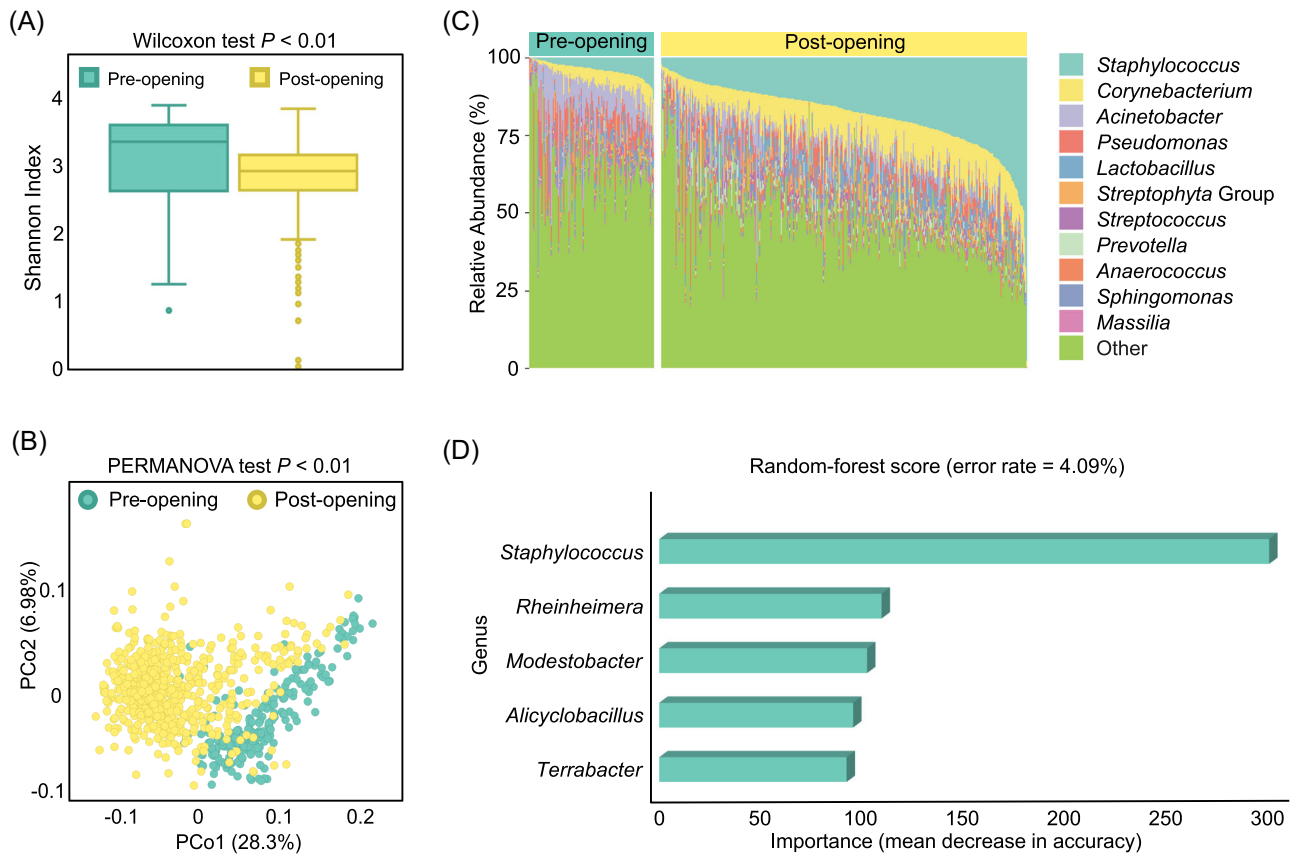 (A)
Wilcoxon test P < 0.01
Pre-opening
Post-opening
Shannon Index
4
3
2
1
0
(B)
PERMANOVA test P < 0.01
Pre-opening
Post-opening
PCo2 (6.98%)
0.1
0
-0.1
-0.1
0
0.1
0.2
PCo1 (28.3%)
(C)
Pre-opening
Post-opening
Relative Abundance (%)
100
75
50
25
0
Staphylococcus
Corynebacterium
Acinetobacter
Pseudomonas
Lactobacillus
Streptophyta Group
Streptococcus
Prevotella
Anaerococcus
Sphingomonas
Massilia
Other
(D)
Random-forest score (error rate = 4.09%)
Genus
Staphylococcus
Rheinheimera
Modestobacter
Alicyclobacillus
Terrabacter
0
50
100
150
200
250
300
Importance (mean decrease in accuracy)